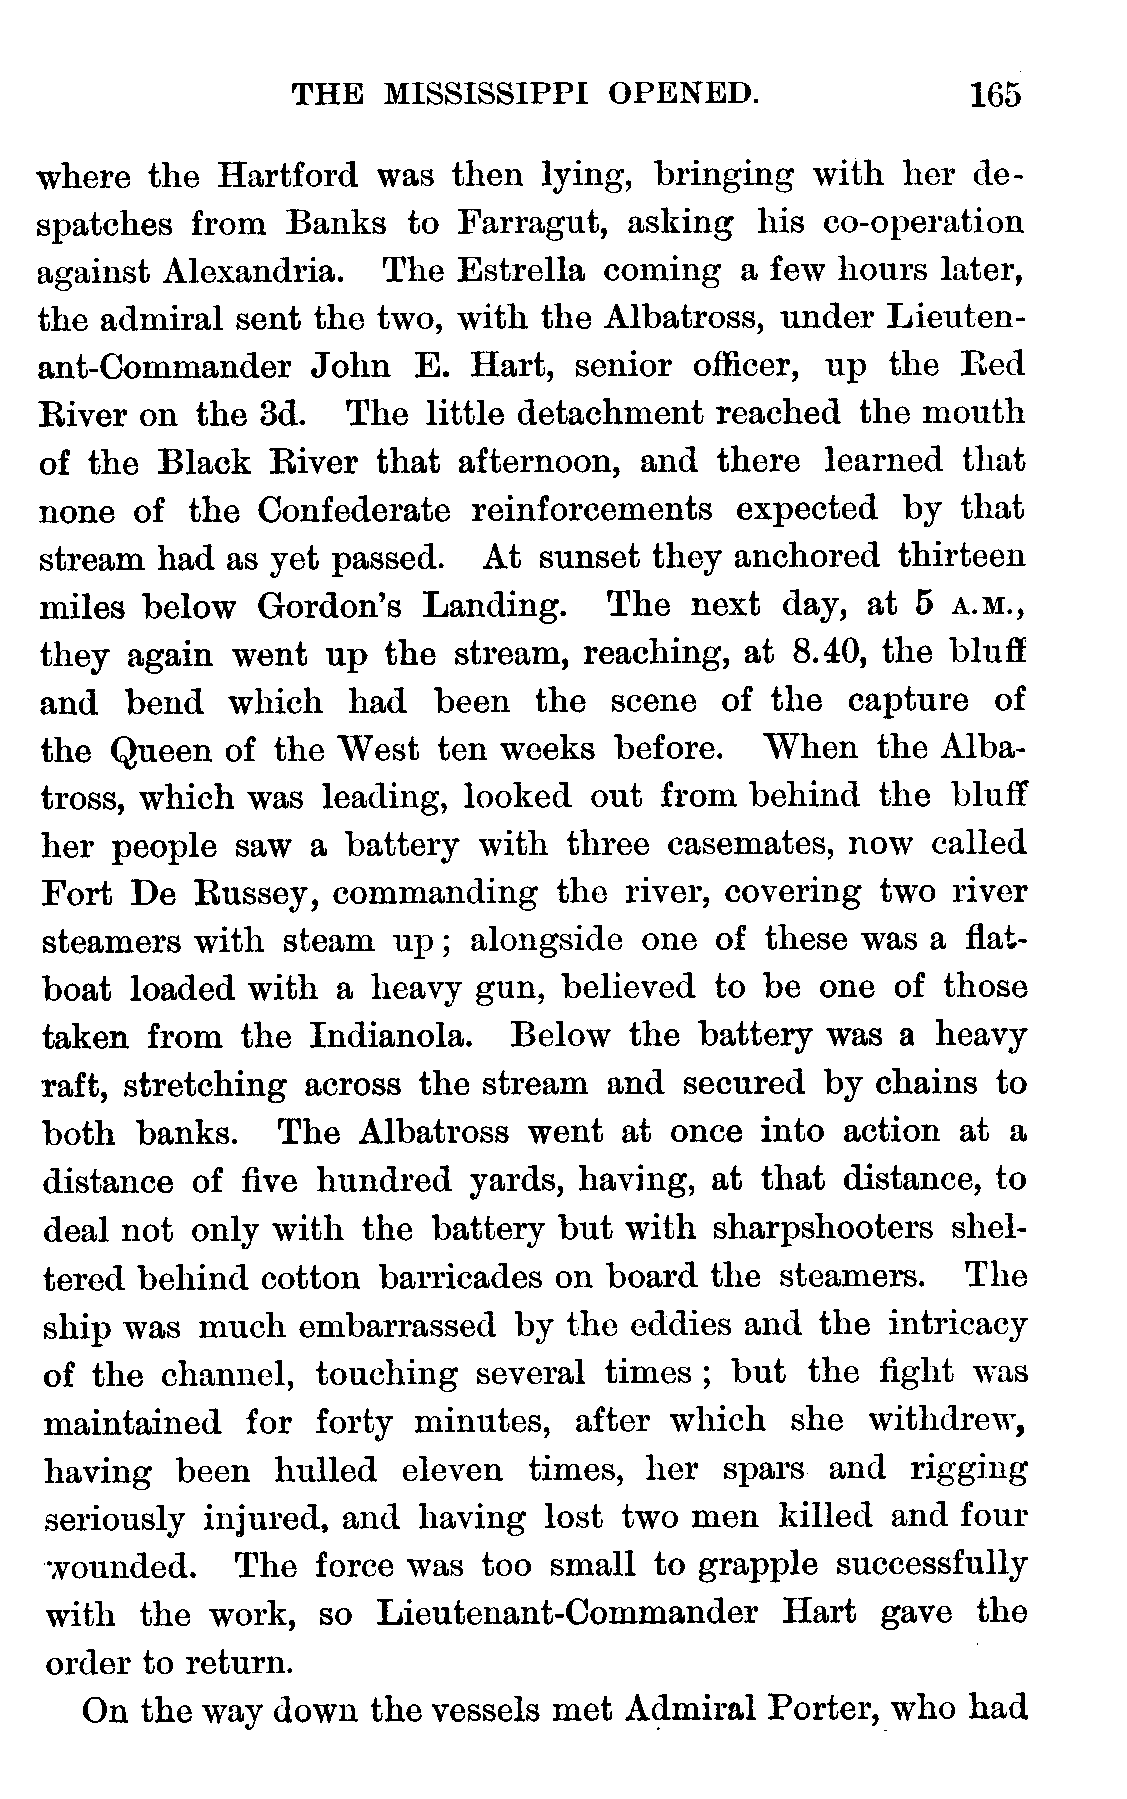 THE MISSISSIPPI OPENED. 165
where the Hartford was then lying, bringing with her de-
spatches from Banks to Farragut, asking his co-operation
against Alexandria. The Estrella coming a few hours later,
the admiral sent the two, with the Albatross, under Lieuten-
ant-Commander John E. Hart, senior officer, up the Red
River on the 3d. The little detachment reached the mouth
of the Black River that afternoon, and there learned that
none of the Confederate reinforcements expected by that
stream had as yet passed. At sunset they anchored thirteen
miles below Gordon's Landing. The next day, at 5 A.M.,
they again went up the stream, reaching, at 8.40, the bluff
and bend which had been the scene of the capture of
the Queen of the West ten weeks before. When the Alba-
tross, which was leading, looked out from behind the bluff
her people saw a battery with three casemates, now called
Fort De Russey, commanding the river, covering two river
steamers with steam up; alongside one of these was a flat-
boat loaded with a heavy gun, believed to be one of those
taken from the Indianola. Below the battery was a heavy
raft, stretching across the stream and secured by chains to
both banks. The Albatross went at once into action at a
distance of five hundred yards, having, at that distance, to
deal not only with the battery but with sharpshooters shel-
tered behind cotton barricades on board the steamers. The
ship was much embarrassed by the eddies and the intricacy
of the channel, touching several times; but the fight was
maintained for forty minutes, after which she withdrew,
having been hulled eleven times, her spars and rigging
seriously injured, and having lost two men killed and four
wounded. The force was too small to grapple successfully
with the work, so Lieutenant-Commander Hart gave the
order to return.
On the way down the vessels met Admiral Porter, who had